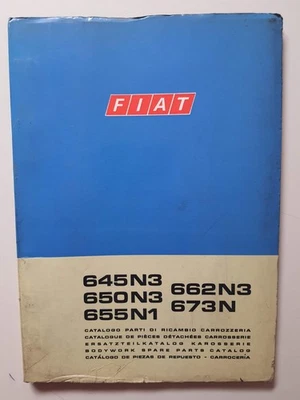 FIAT
645N3
650N3
655N1
662N3
673N
CATALOGO PARTI DI RICAMBIO CARROZZERIA
CATALOGUE DE PIÈCES DÉTACHÉES CARROSSERIE
ERSATZTEILKATALOG KAROSSERIE
BODYWORK SPARE PARTS CATALOG
CATÁLOGO DE PIEZAS DE REPUESTO - CARROCERÍA